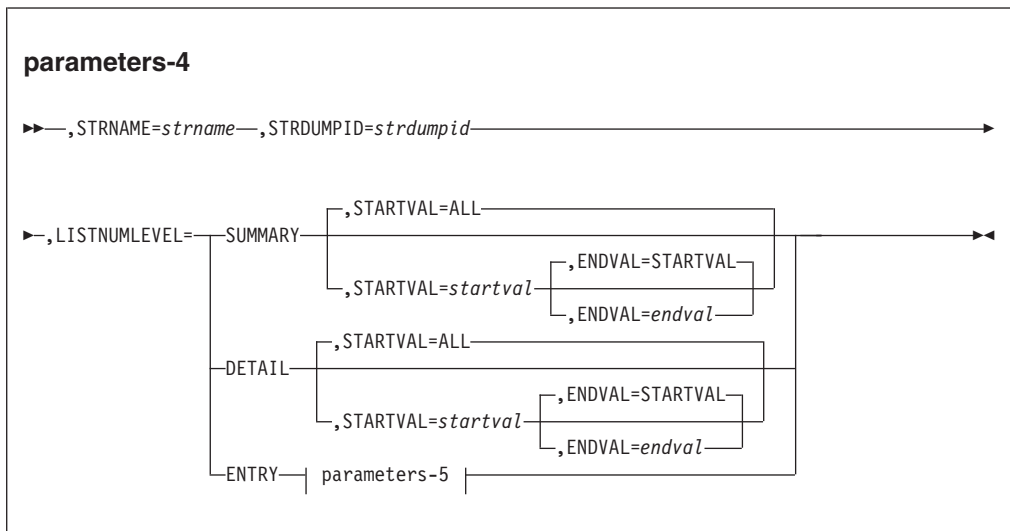 parameters-4
,STRNAME=strname ,STRDUMPID=strdumpid
,STARTVAL=ALL
,LISTNUMLEVEL= SUMMARY
,ENDVAL=STARTVAL
,STARTVAL=startval
,ENDVAL=endval
,STARTVAL=ALL
DETAIL
,ENDVAL=STARTVAL
,STARTVAL=startval
,ENDVAL=endval
ENTRY parameters-5